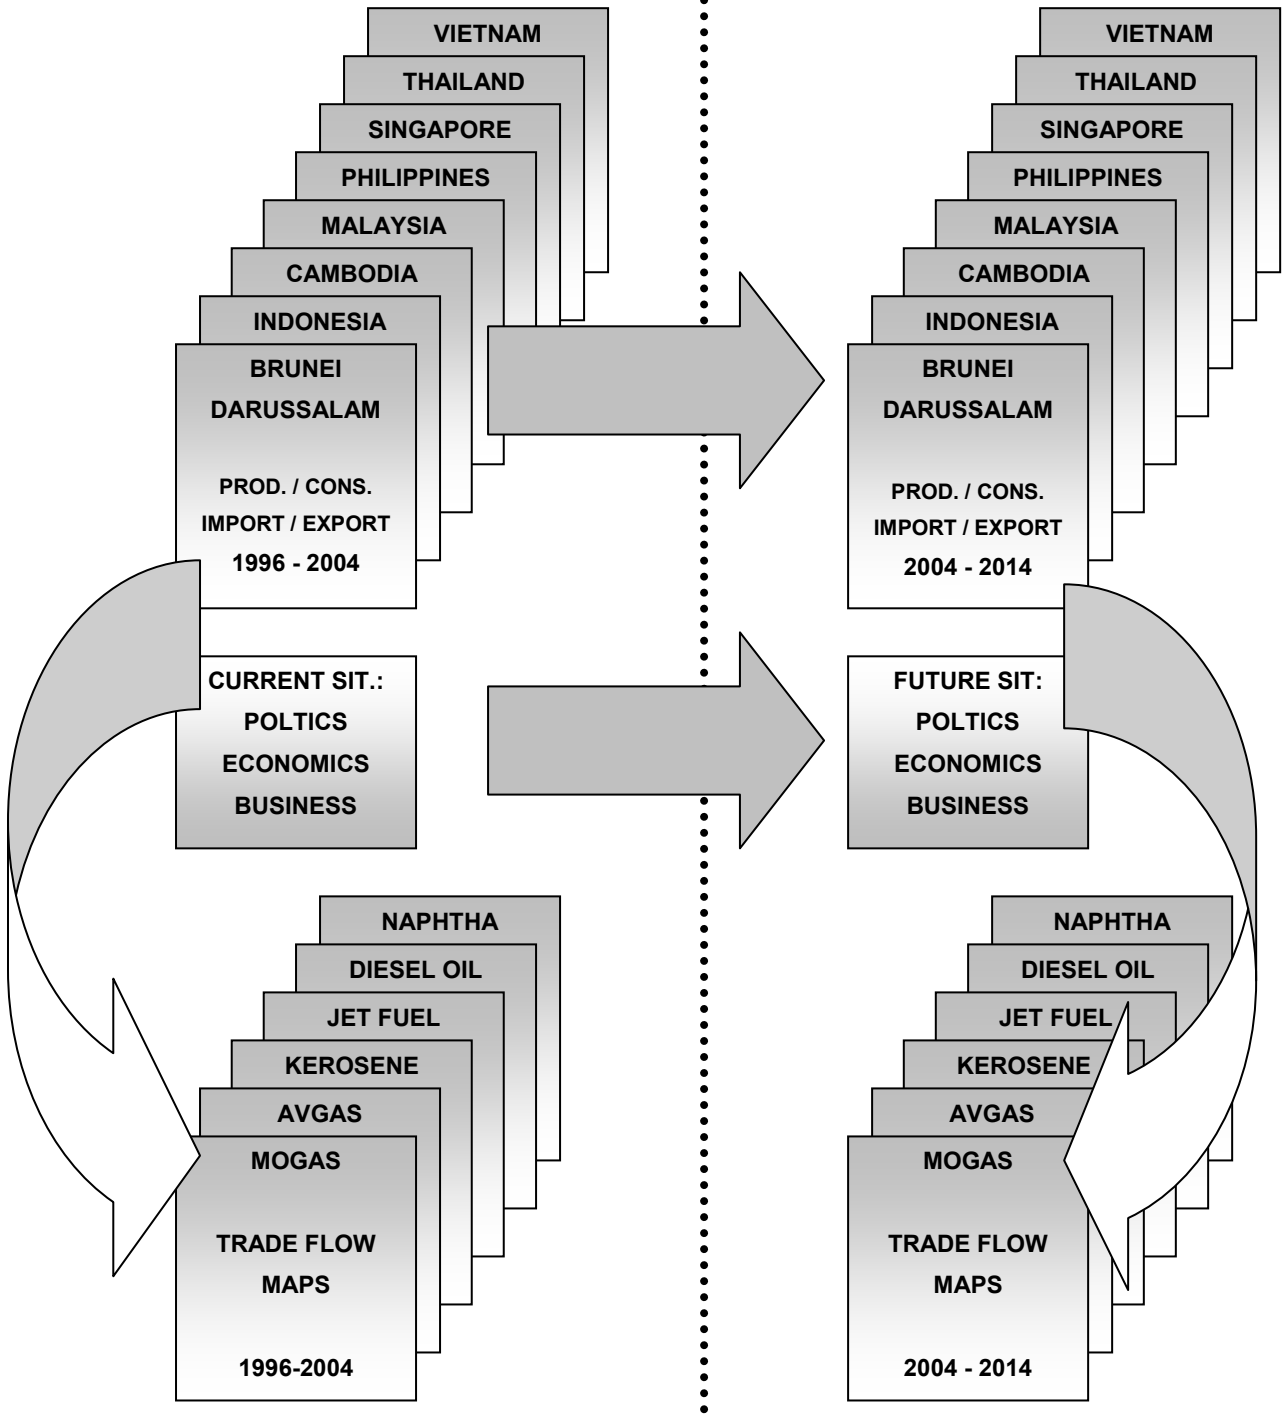 VIETNAM
THAILAND
SINGAPORE
PHILIPPINES
MALAYSIA
CAMBODIA
INDONESIA
BRUNEI
DARUSSALAM
PROD. / CONS.
IMPORT / EXPORT
1996 - 2004
CURRENT SIT.:
POLTICS
ECONOMICS
BUSINESS
NAPHTHA
DIESEL OIL
JET FUEL
KEROSENE
AVGAS
MOGAS
TRADE FLOW
MAPS
1996-2004
VIETNAM
THAILAND
SINGAPORE
PHILIPPINES
MALAYSIA
CAMBODIA
INDONESIA
BRUNEI
DARUSSALAM
PROD. / CONS.
IMPORT / EXPORT
2004 - 2014
FUTURE SIT:
POLTICS
ECONOMICS
BUSINESS
NAPHTHA
DIESEL OIL
JET FUEL
KEROSENE
AVGAS
MOGAS
TRADE FLOW
MAPS
2004 - 2014